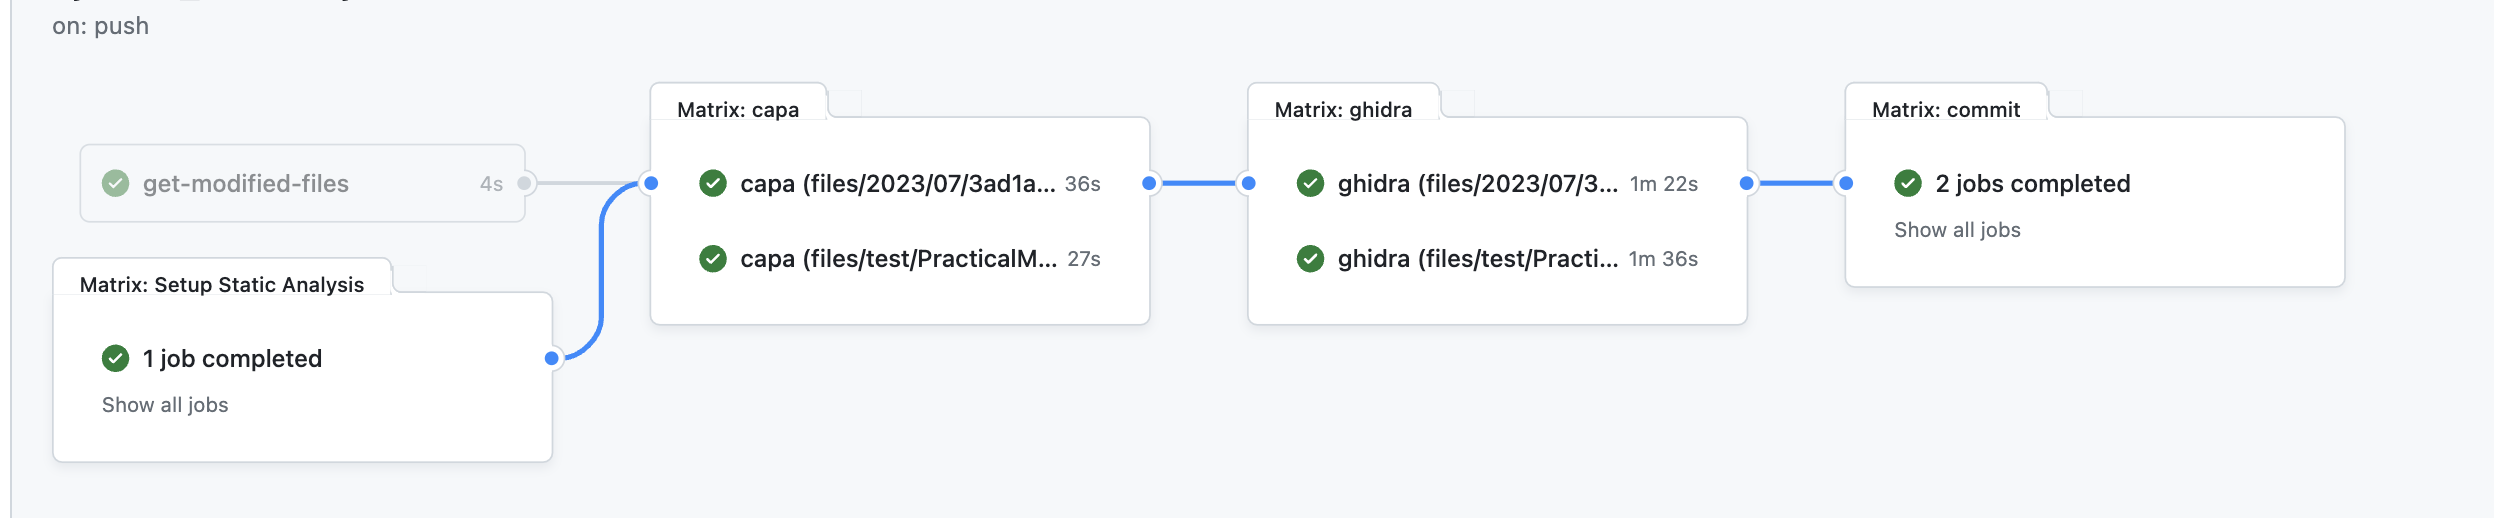 on: push
get-modified-files 4s
Matrix: Setup Static Analysis
1 job completed
Show all jobs
Matrix: capa
capa (files/2023/07/3ad1a... 36s
capa (files/test/PracticalM... 27s
Matrix: ghidra
ghidra (files/2023/07/3... 1m 22s
ghidra (files/test/Practi... 1m 36s
Matrix: commit
2 jobs completed
Show all jobs